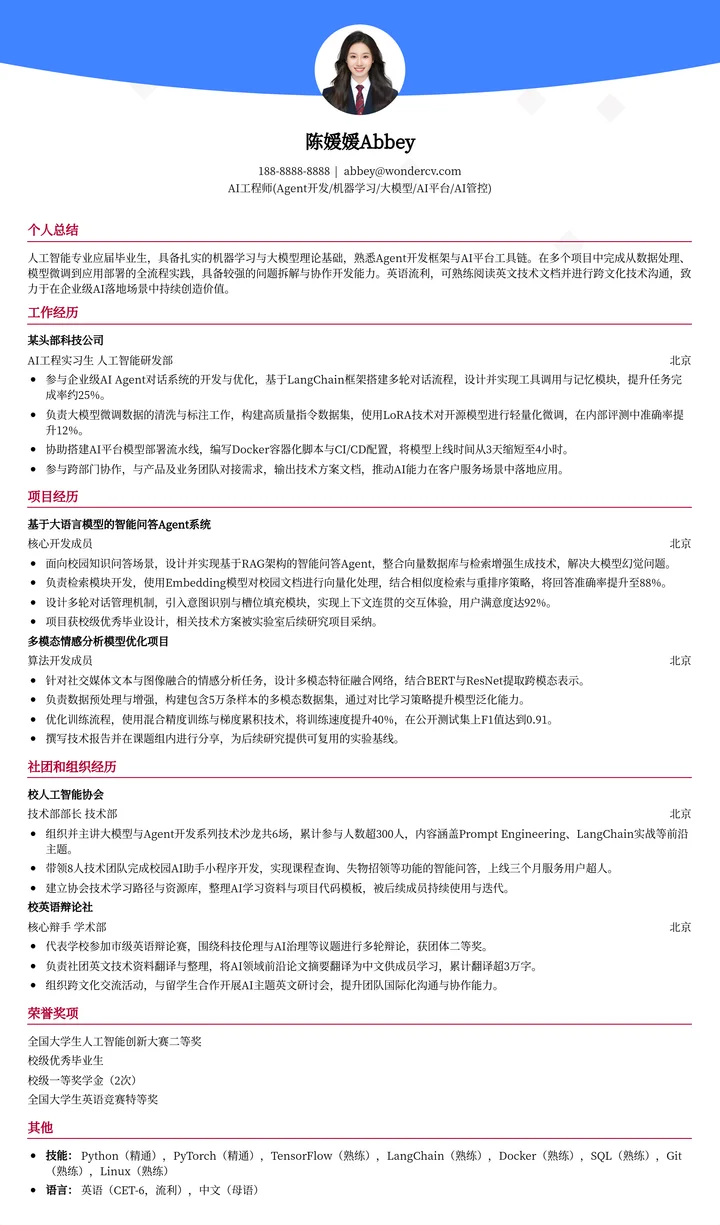 陈媛媛Abbey
188-8888-8888 | abbey@wondercv.com
AI工程师(Agent开发/机器学习/大模型/AI平台/AI管控)
个人总结
人工智能专业应届毕业生，具备扎实的机器学习与大模型理论基础，熟悉Agent开发框架与AI平台工具链。在多个项目中完成从数据处理、
模型微调到应用部署的全流程实践，具备较强的问题拆解与协作开发能力。英语流利，可熟练阅读英文技术文档并进行跨文化技术沟通，致
力于在企业级AI落地场景中持续创造价值。
工作经历
某头部科技公司
AI工程实习生 人工智能研发部 北京
• 参与企业级AI Agent对话系统的开发与优化，基于LangChain框架搭建多轮对话流程，设计并实现工具调用与记忆模块，提升任务完
成率约25%。
• 负责大模型微调数据的清洗与标注工作，构建高质量指令数据集，使用LoRA技术对开源模型进行轻量化微调，在内部评测中准确率提
升12%。
• 协助搭建AI平台模型部署流水线，编写Docker容器化脚本与CI/CD配置，将模型上线时间从3天缩短至4小时。
• 参与跨部门协作，与产品及业务团队对接需求，输出技术方案文档，推动AI能力在客户服务场景中落地应用。
项目经历
基于大语言模型的智能问答Agent系统
核心开发成员 北京
• 面向校园知识问答场景，设计并实现基于RAG架构的智能问答Agent，整合向量数据库与检索增强生成技术，解决大模型幻觉问题。
• 负责检索模块开发，使用Embedding模型对校园文档进行向量化处理，结合相似度检索与重排序策略，将回答准确率提升至88%。
• 设计多轮对话管理机制，引入意图识别与槽位填充模块，实现上下文连贯的交互体验，用户满意度达92%。
• 项目获校级优秀毕业设计，相关技术方案被实验室后续研究项目采纳。
多模态情感分析模型优化项目
算法开发成员 北京
• 针对社交媒体文本与图像融合的情感分析任务，设计多模态特征融合网络，结合BERT与ResNet提取跨模态表示。
• 负责数据预处理与增强，构建包含5万条样本的多模态数据集，通过对比学习策略提升模型泛化能力。
• 优化训练流程，使用混合精度训练与梯度累积技术，将训练速度提升40%，在公开测试集上F1值达到0.91。
• 撰写技术报告并在课题组内进行分享，为后续研究提供可复用的实验基线。
社团和组织经历
校人工智能协会
技术部部长 技术部 北京
• 组织并主讲大模型与Agent开发系列技术沙龙共6场，累计参与人数超300人，内容涵盖Prompt Engineering、LangChain实战等前沿
主题。
• 带领8人技术团队完成校园AI助手小程序开发，实现课程查询、失物招领等功能的智能问答，上线三个月服务用户超人。
• 建立协会技术学习路径与资源库，整理AI学习资料与项目代码模板，被后续成员持续使用与迭代。
校英语辩论社
核心辩手 学术部 北京
• 代表学校参加市级英语辩论赛，围绕科技伦理与AI治理等议题进行多轮辩论，获团体二等奖。
• 负责社团英文技术资料翻译与整理，将AI领域前沿论文摘要翻译为中文供成员学习，累计翻译超3万字。
• 组织跨文化交流活动，与留学生合作开展AI主题英文研讨会，提升团队国际化沟通与协作能力。
荣誉奖项
全国大学生人工智能创新大赛二等奖
校级优秀毕业生
校级一等奖学金（2次）
全国大学生英语竞赛特等奖
其他
• 技能： Python（精通）, PyTorch（精通）, TensorFlow（熟练）, LangChain（熟练）, Docker（熟练）, SQL（熟练）, Git
（熟练）, Linux（熟练）
• 语言： 英语（CET-6，流利）, 中文（母语）